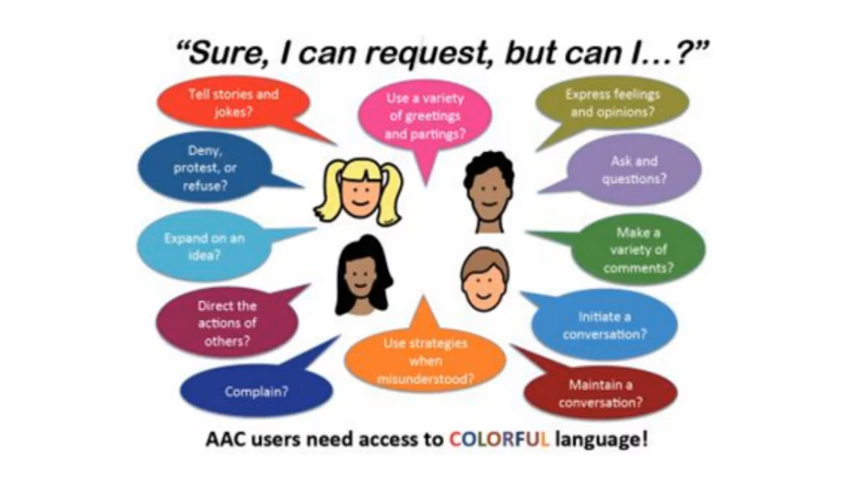 “Sure, I can request, but can I...?”
Tell stories and
jokes?
Use a variety
of greetings
and partings?
Express feelings
and opinions?
Deny,
protest, or
refuse?
Ask and
questions?
Expand on an
idea?
Make a
variety of
comments?
Direct the
actions of
others?
Initiate a
conversation?
Use strategies
when
misunderstood?
Complain?
Maintain a
conversation?
AAC users need access to COLORFUL language!